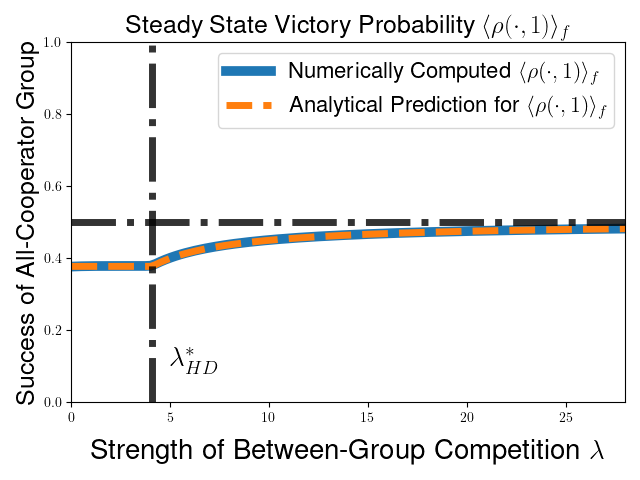 Steady State Victory Probability ⟨ρ(·, 1)⟩_f
Numerically Computed ⟨ρ(·, 1)⟩_f
Analytical Prediction for ⟨ρ(·, 1)⟩_f
Success of All-Cooperator Group
1.0
0.8
0.6
0.4
0.2
0.0
λ*_{HD}
0 5 10 15 20 25
Strength of Between-Group Competition λ